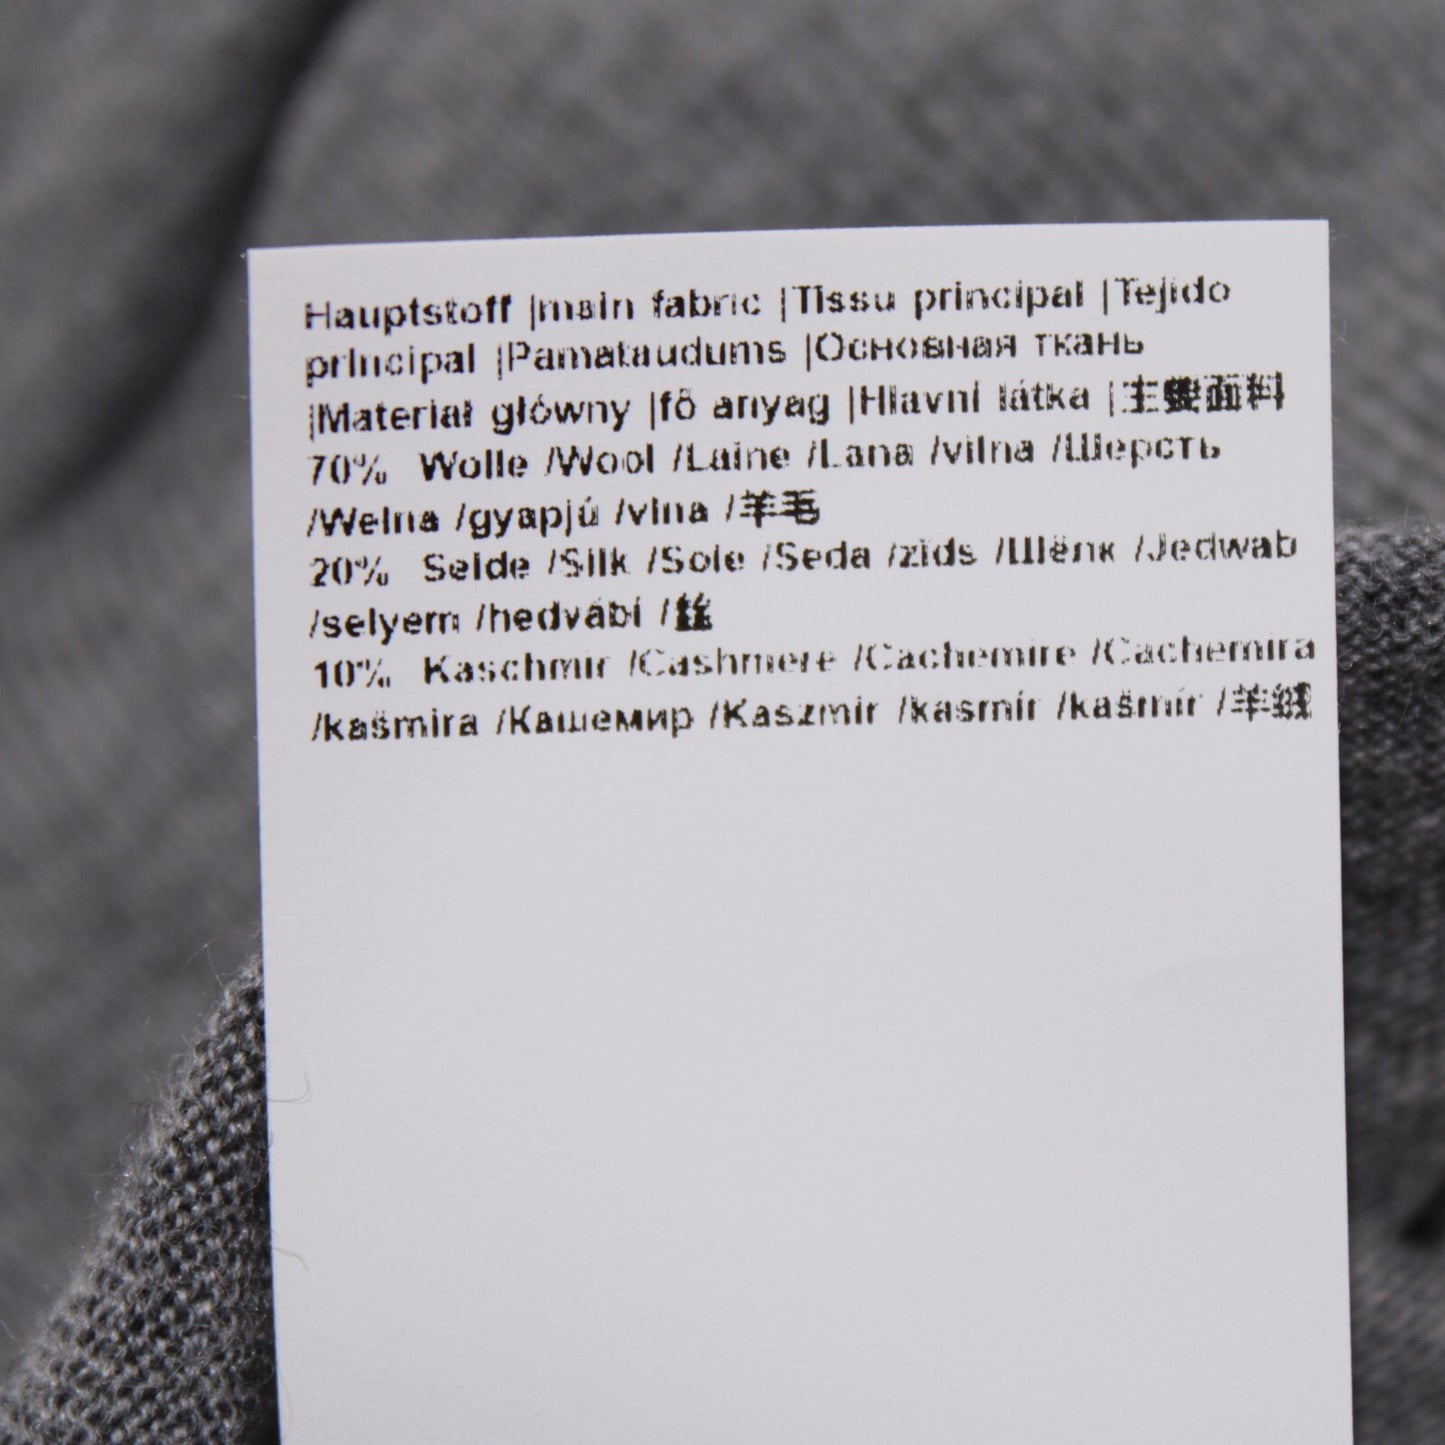 Hauptstoff |main fabric |Tissu principal |Tejido
principal |Pamataudums |Основная ткань
|Materiał główny |fő anyag |Hlavní látka |主要面料
70% Wolle /Wool /Laine /Lana /vilna /Шерсть
/Wełna /gyapjú /vlna /羊毛
20% Seide /Silk /Soie /Seda /zīds /Шёлк /Jedwab
/selyem /hedvábí /絲
10% Kaschmir /Cashmere /Cachemire /Cachemira
/kašmira /Кашемир /Kaszmir /kasmír /kašmír /羊絨